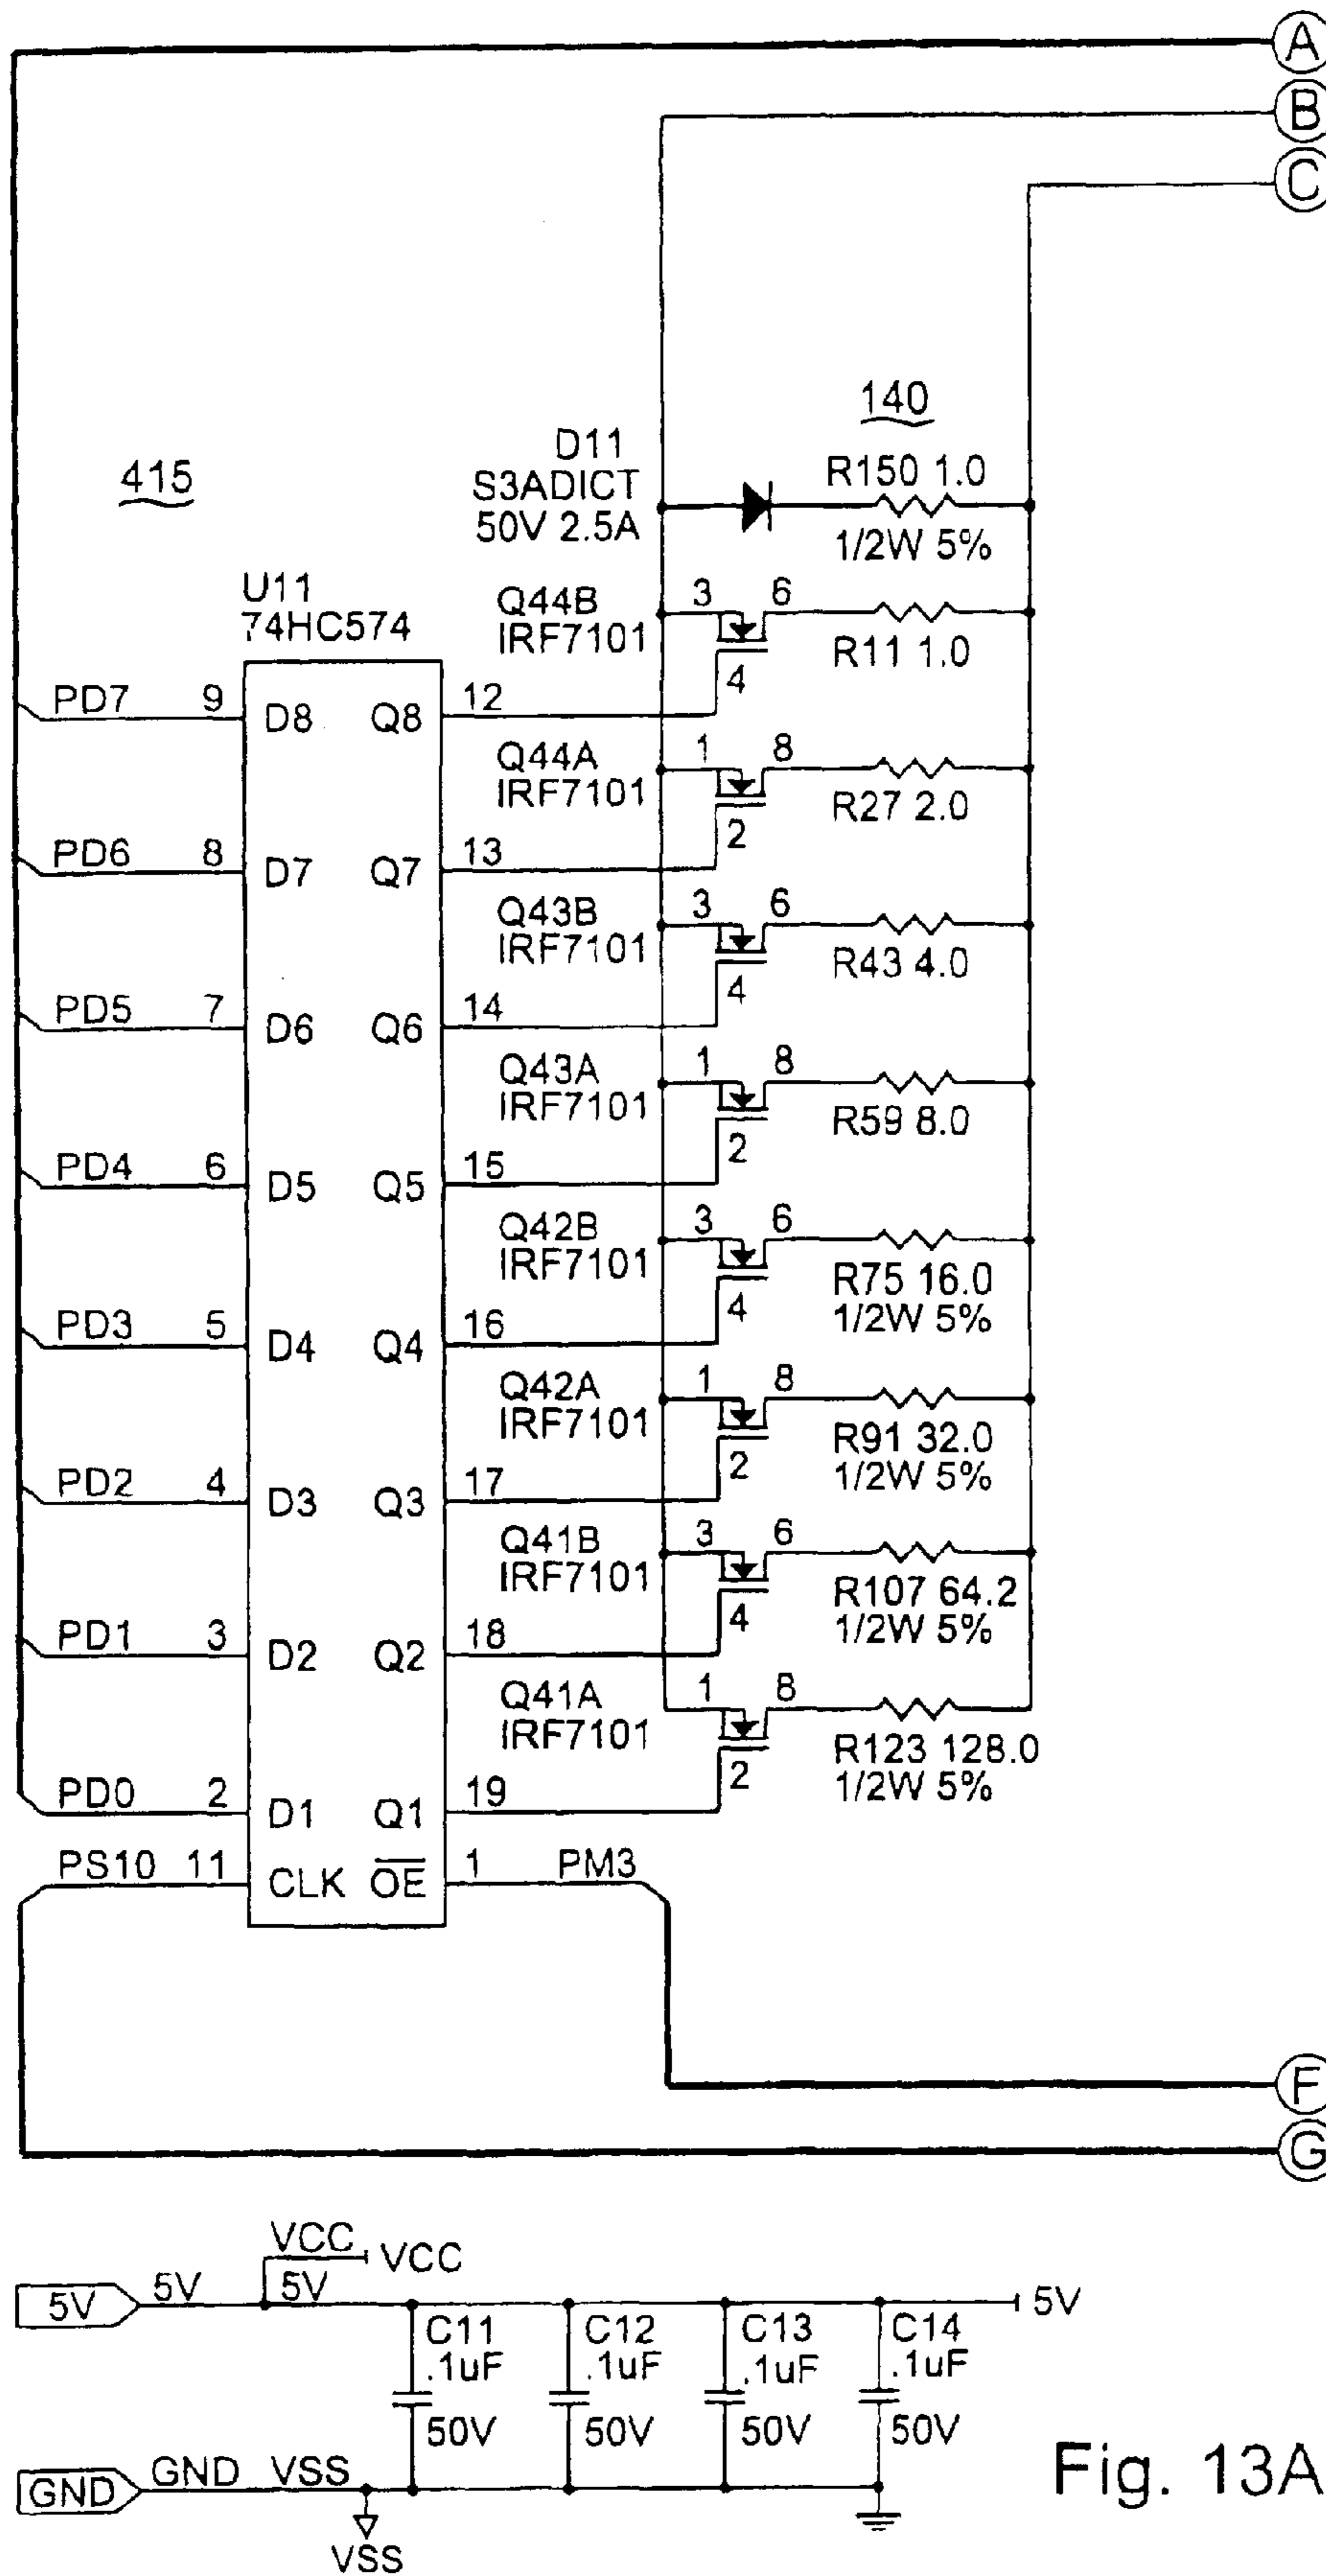 A
B
C
140
D11
S3ADICT
50V 2.5A
R150 1.0
1/2W 5%
415
U11
74HC574
Q44B
IRF7101
3 6
4
R11 1.0
PD7 9 D8 Q8 12
Q44A
IRF7101
1 8
2
R27 2.0
PD6 8 D7 Q7 13
Q43B
IRF7101
3 6
4
R43 4.0
PD5 7 D6 Q6 14
Q43A
IRF7101
1 8
2
R59 8.0
PD4 6 D5 Q5 15
Q42B
IRF7101
3 6
4
R75 16.0
1/2W 5%
PD3 5 D4 Q4 16
Q42A
IRF7101
1 8
2
R91 32.0
1/2W 5%
PD2 4 D3 Q3 17
Q41B
IRF7101
3 6
4
R107 64.2
1/2W 5%
PD1 3 D2 Q2 18
Q41A
IRF7101
1 8
2
R123 128.0
1/2W 5%
PD0 2 D1 Q1 19
PS10 11 CLK OE 1 PM3
F
G
VCC VCC
5V 5V 5V 5V
C11 C12 C13 C14
.1uF .1uF .1uF .1uF
50V 50V 50V 50V
GND GND VSS
VSS
Fig. 13A